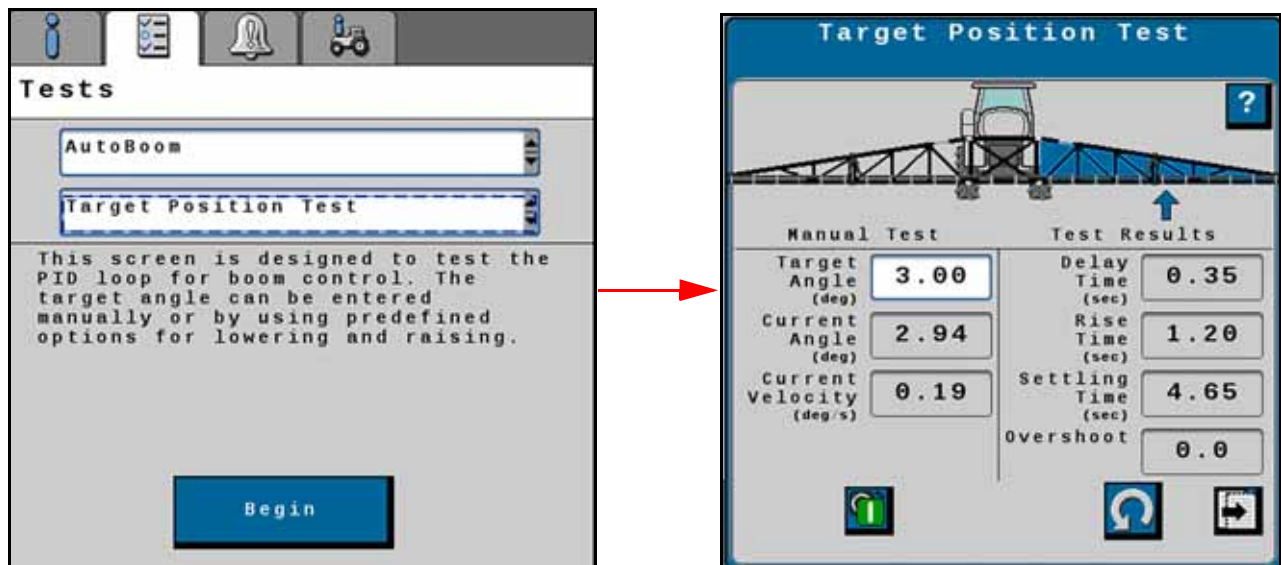 Tests
AutoBoom
Target Position Test
This screen is designed to test the
PID loop for boom control. The
target angle can be entered
manually or by using predefined
options for lowering and raising.
Begin
Target Position Test
?
Manual Test
Target
Angle
(deg)
3.00
Current
Angle
(deg)
2.94
Current
Velocity
(deg/s)
0.19
Test Results
Delay
Time
(sec)
0.35
Rise
Time
(sec)
1.20
Settling
Time
(sec)
4.65
Overshoot
0.0